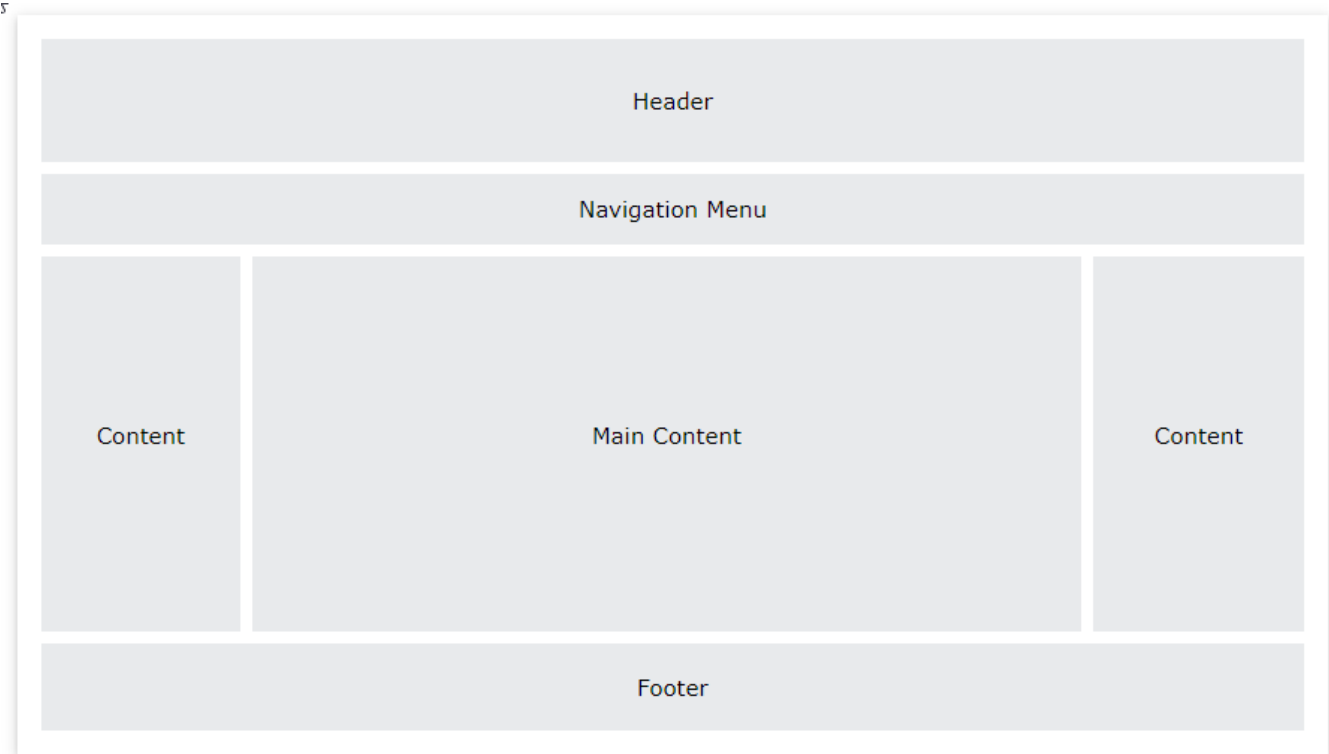 Header
Navigation Menu
Content
Main Content
Content
Footer